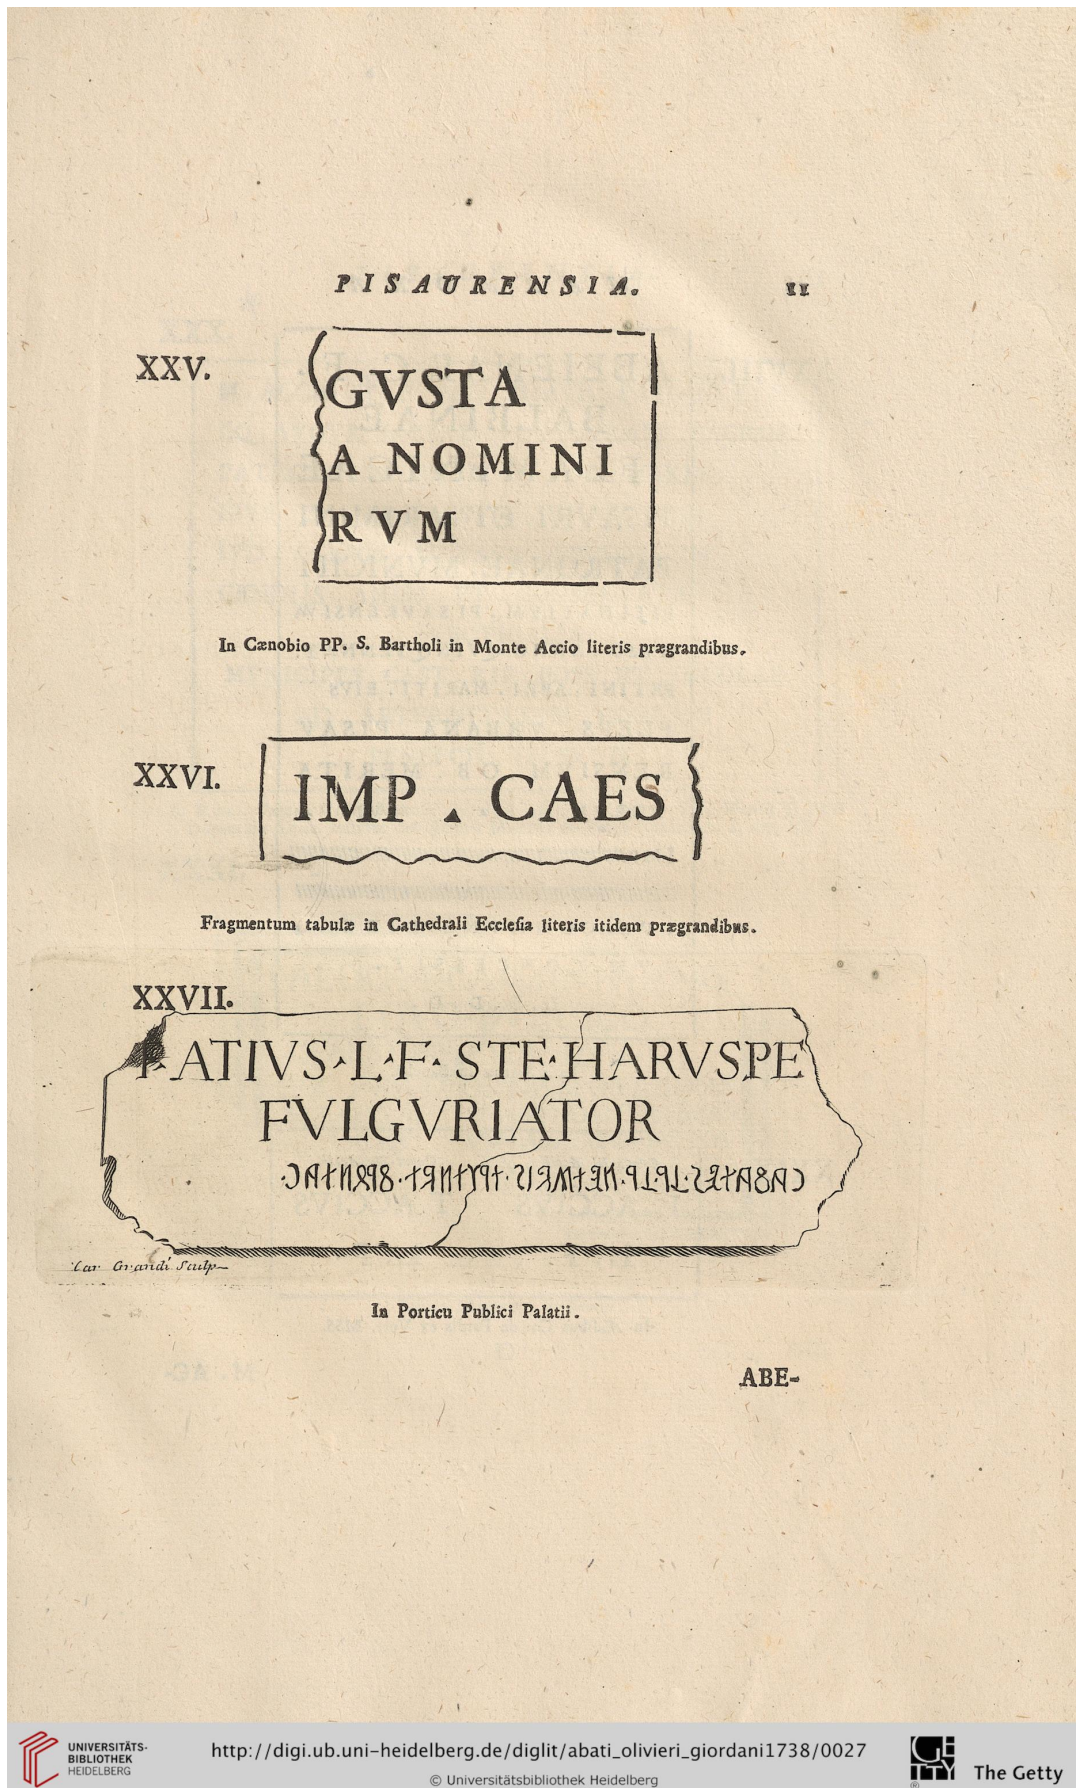 PISAURENSIA. 11
XXV.
GVSTA
A NOMINI
RVM
In Cænobio PP. S. Bartholi in Monte Accio literis prægrandibus.
XXVI.
IMP . CAES
Fragmentum tabulæ in Cathedrali Ecclesia literis itidem prægrandibus.
XXVII.
ATIVS·L·F·STE·HARVSPE
FVLGVRIATOR
Car Grandi Sculp
In Porticu Publici Palatii.
ABE-
UNIVERSITÄTS-
BIBLIOTHEK
HEIDELBERG
http://digi.ub.uni-heidelberg.de/diglit/abati_olivieri_giordani1738/0027
© Universitätsbibliothek Heidelberg
GETTY
®
The Getty